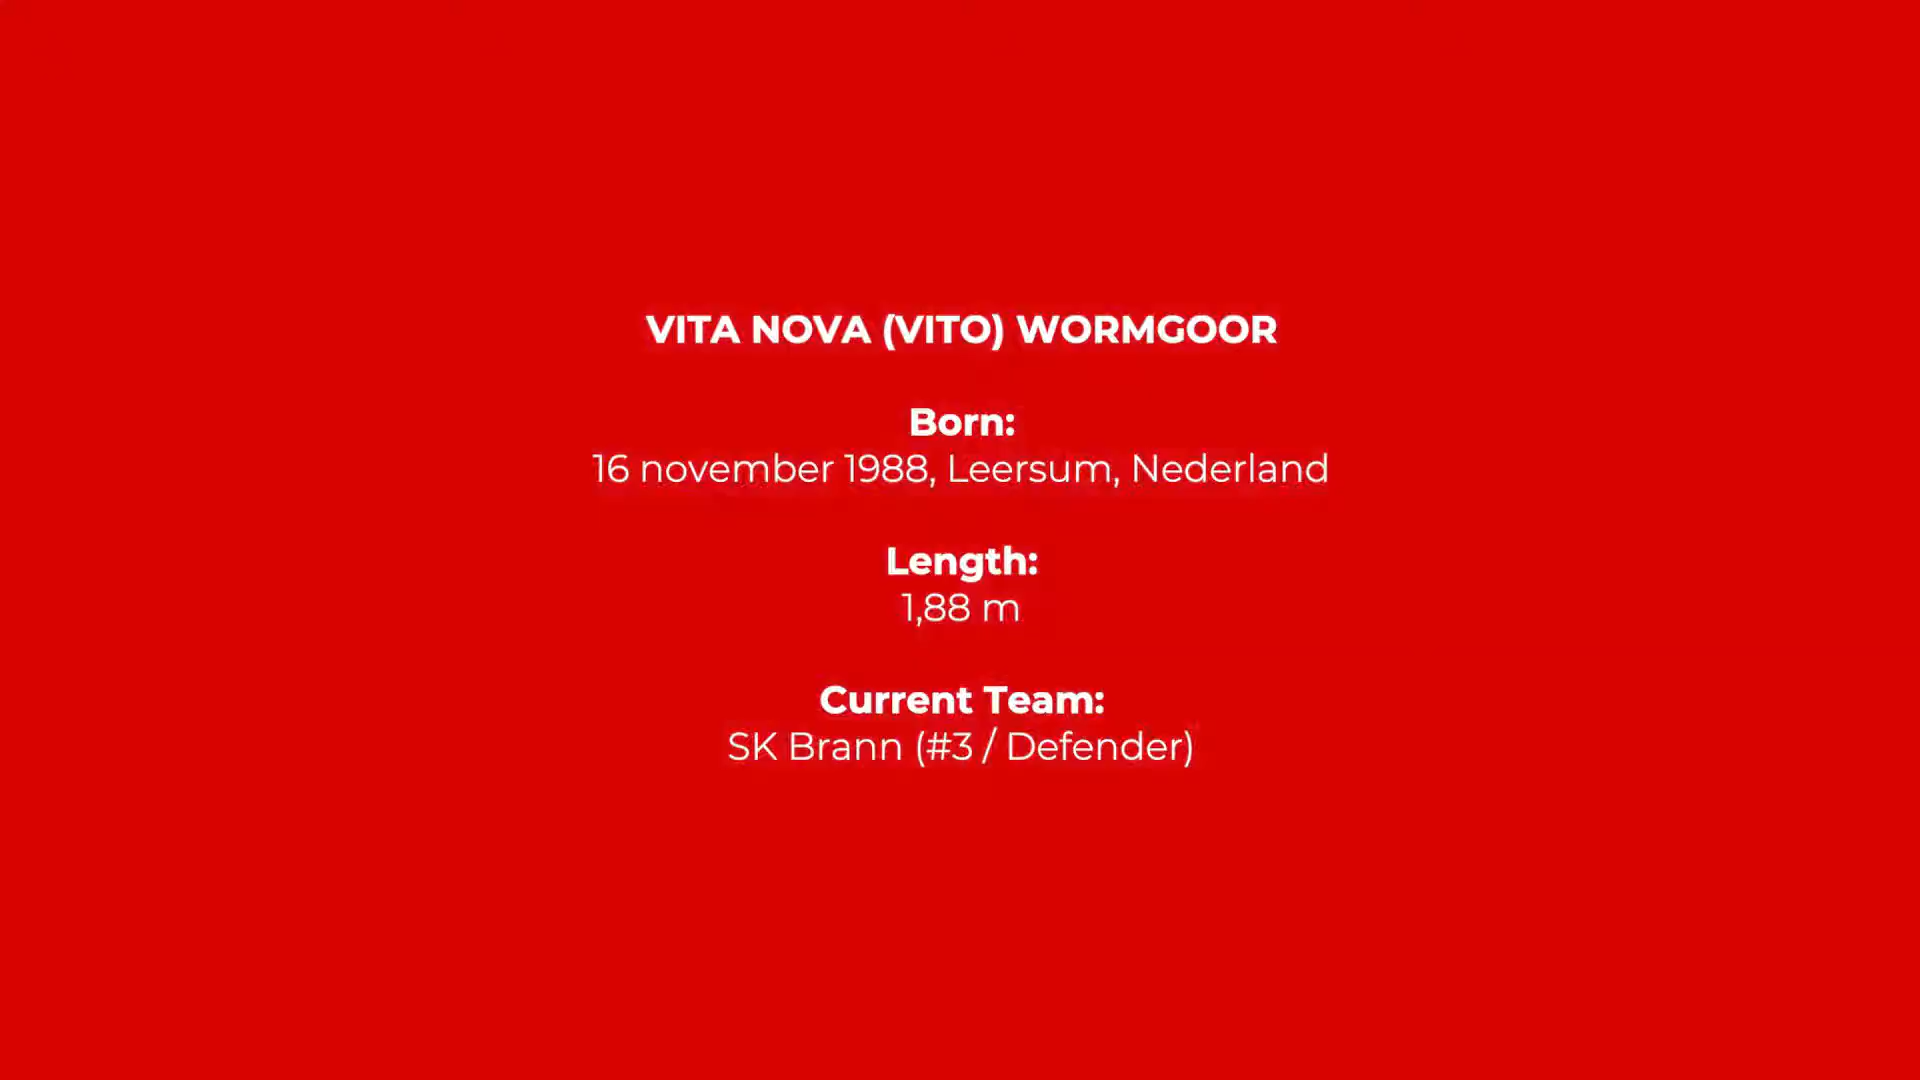 VITA NOVA (VITO) WORMGOOR
Born:
16 november 1988, Leersum, Nederland
Length:
1,88 m
Current Team:
SK Brann (#3 / Defender)